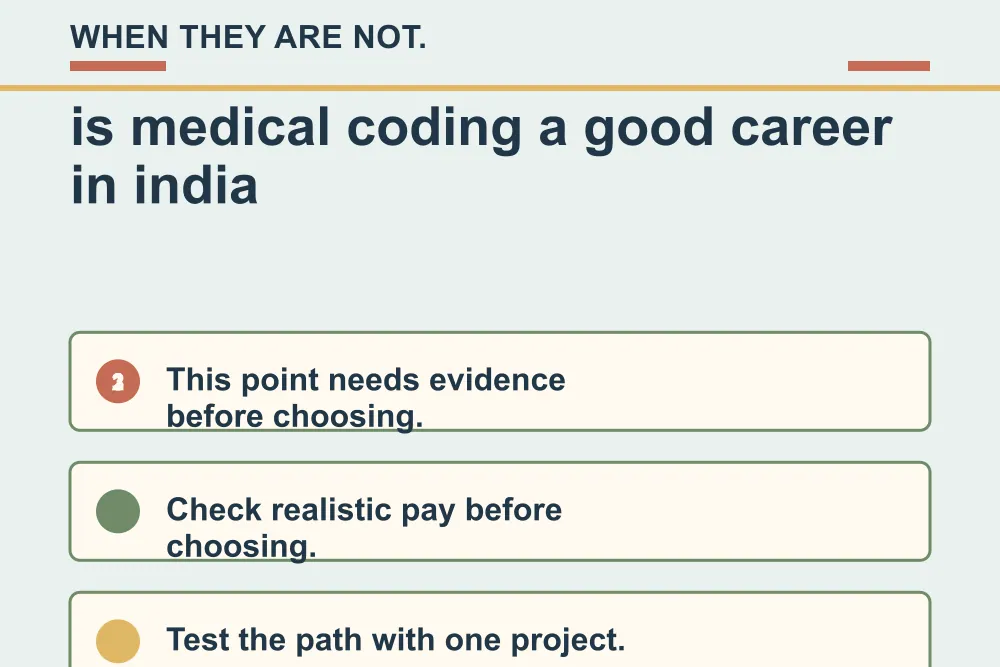 WHEN THEY ARE NOT.
is medical coding a good career
in india
This point needs evidence
before choosing.
Check realistic pay before
choosing.
Test the path with one project.